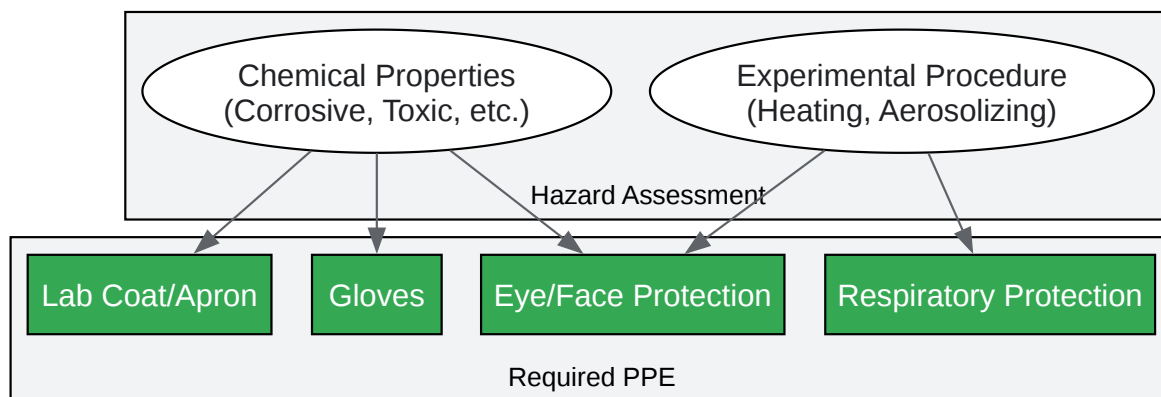 Chemical Properties
(Corrosive, Toxic, etc.)
Experimental Procedure
(Heating, Aerosolizing)
Hazard Assessment
Lab Coat/Apron
Gloves
Eye/Face Protection
Respiratory Protection
Required PPE